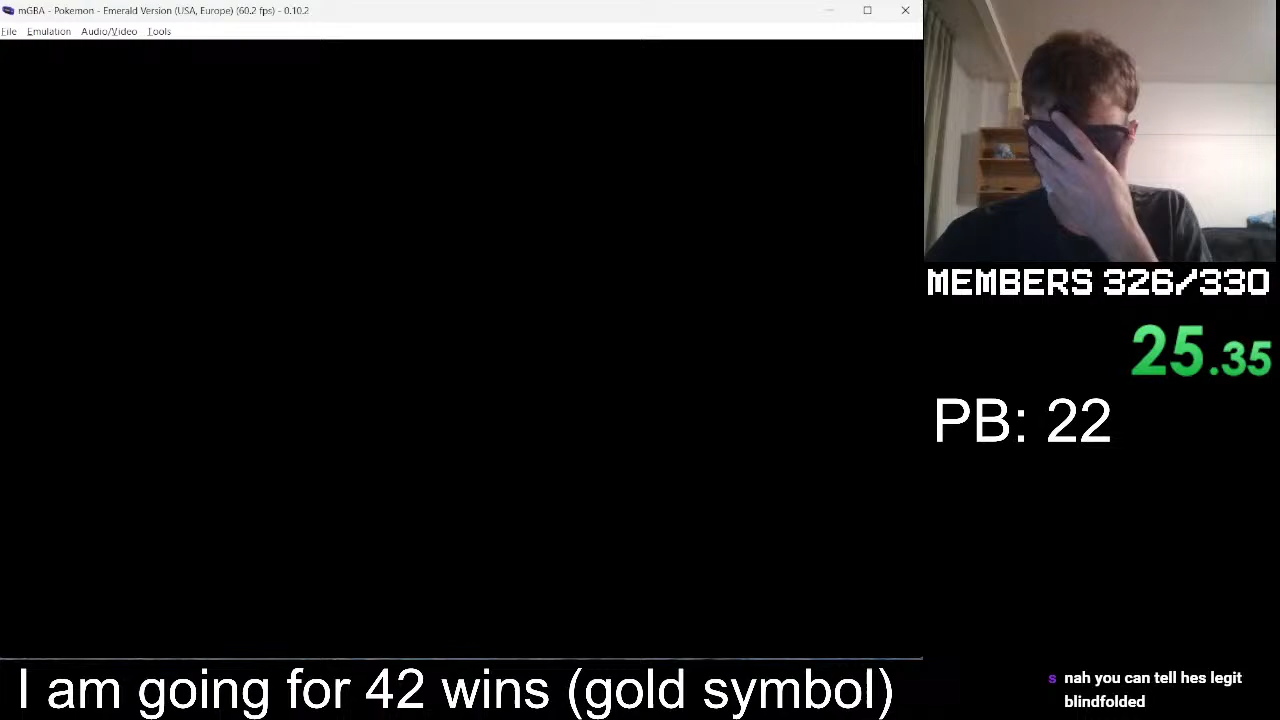 mGBA - Pokemon - Emerald Version (USA, Europe) (60.2 fps) - 0.10.2
File Emulation Audio/Video Tools
MEMBERS 326/330
25.35
PB: 22
I am going for 42 wins (gold symbol)
s nah you can tell hes legit
blindfolded